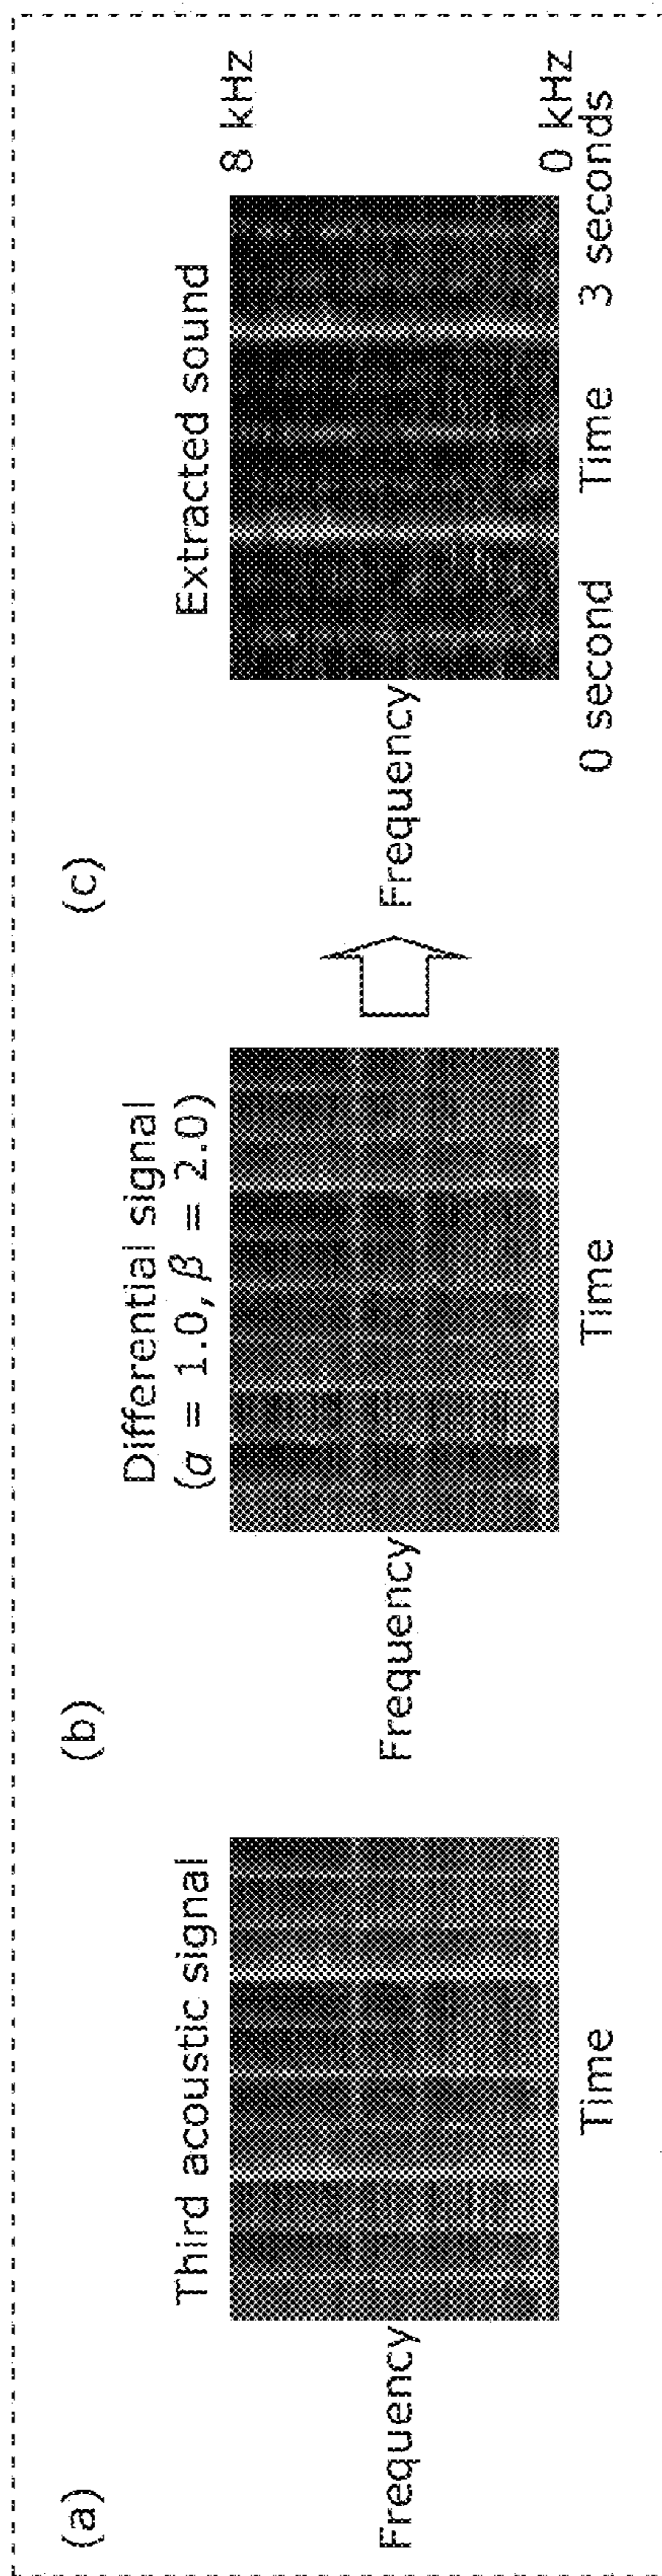 (a)
Third acoustic signal
Frequency
Time
(b)
Differential signal
(α = 1.0, β = 2.0)
Frequency
Time
(c)
Extracted sound
8 kHz
Frequency
0 kHz
0 second
Time
3 seconds